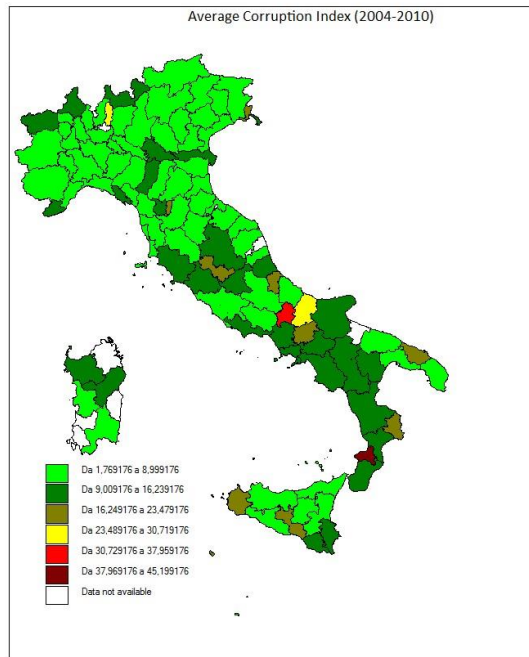 Average Corruption Index (2004-2010)
Da 1,769176 a 8,999176
Da 9,009176 a 16,239176
Da 16,249176 a 23,479176
Da 23,489176 a 30,719176
Da 30,729176 a 37,959176
Da 37,969176 a 45,199176
Data not available